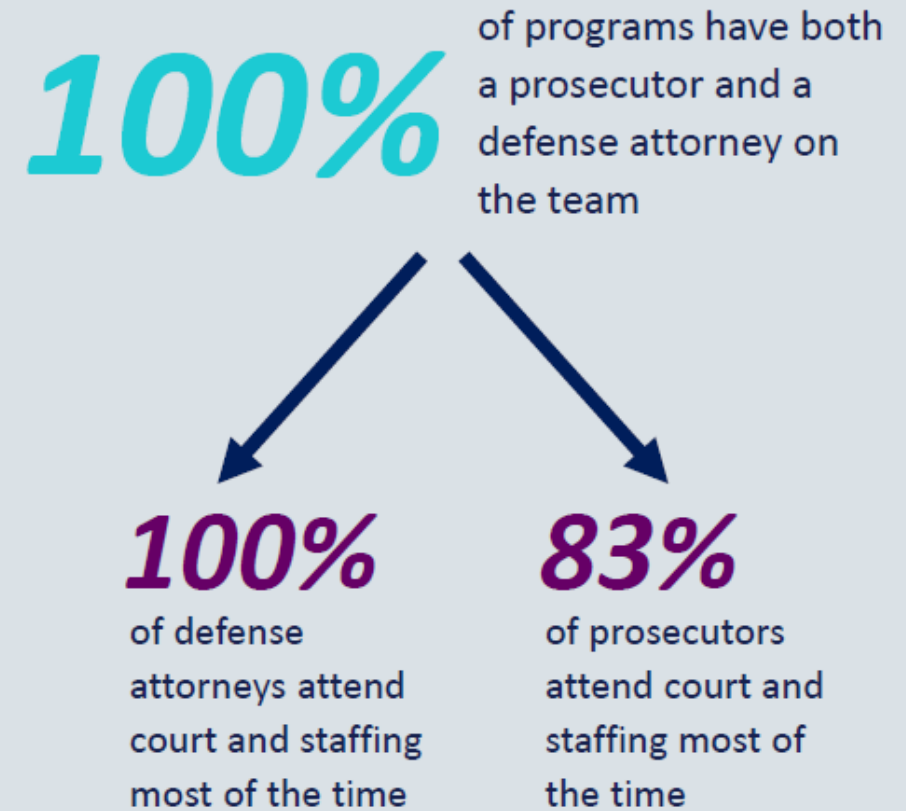 100%
of programs have both
a prosecutor and a
defense attorney on
the team
100%
of defense
attorneys attend
court and staffing
most of the time
83%
of prosecutors
attend court and
staffing most of
the time